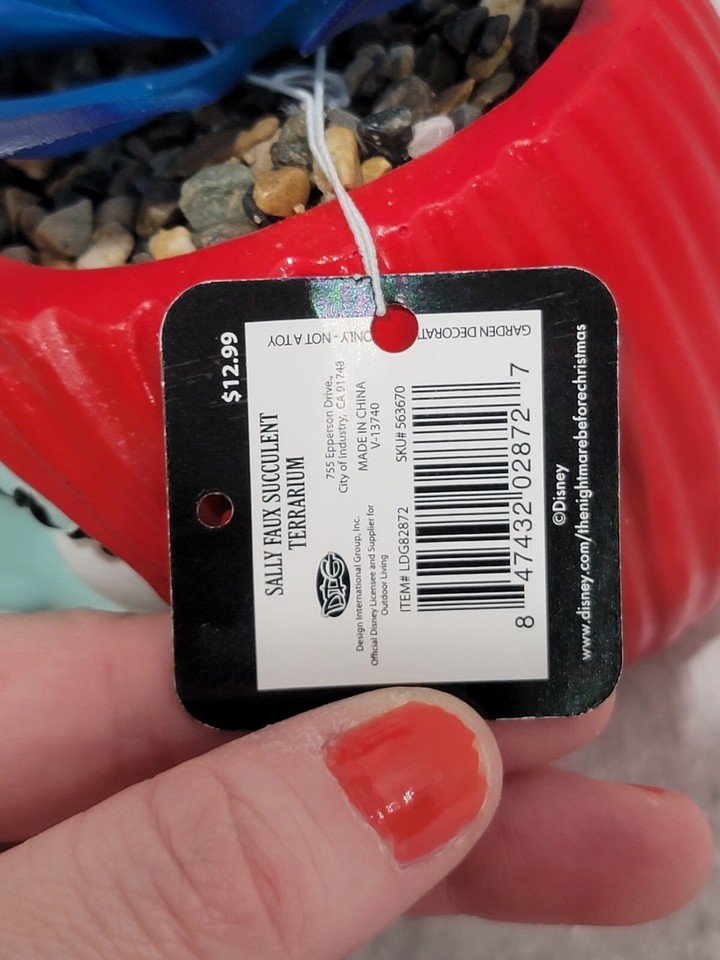 $12.99
SALLY FAUX SUCCULENT
TERRARIUM
755 Epperson Drive.,
City of Industry, CA 91748
MADE IN CHINA
V-13740
DIG
Design International Group, Inc.
Official Disney Licensee and Supplier for
Outdoor Living
ITEM# LDG82872 SKU# 563670
8 47432 02872 7
GARDEN DECORAT ONLY - NOT A TOY
©Disney
www.disney.com/thenightmarebeforechristmas